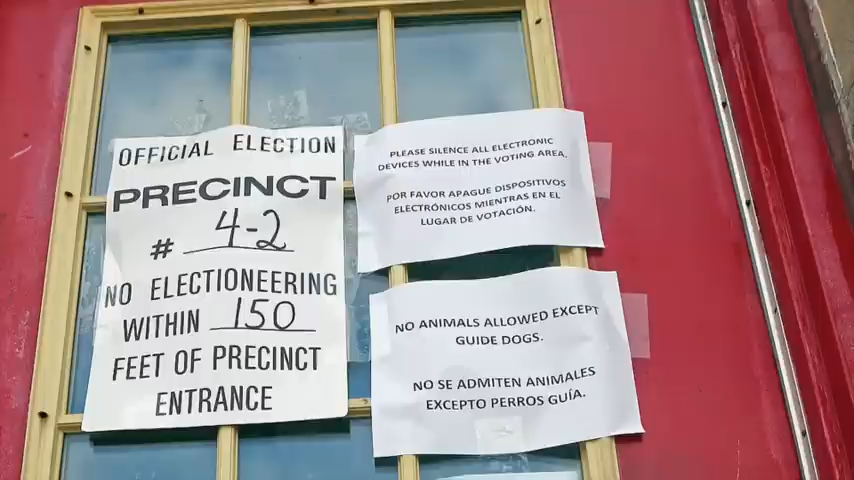 OFFICIAL ELECTION
PRECINCT
# 4-2
NO ELECTIONEERING
WITHIN 150
FEET OF PRECINCT
ENTRANCE
PLEASE SILENCE ALL ELECTRONIC
DEVICES WHILE IN THE VOTING AREA.
POR FAVOR APAGUE DISPOSITIVOS
ELECTRÓNICOS MIENTRAS EN EL
LUGAR DE VOTACIÓN.
NO ANIMALS ALLOWED EXCEPT
GUIDE DOGS.
NO SE ADMITEN ANIMALES
EXCEPTO PERROS GUÍA.